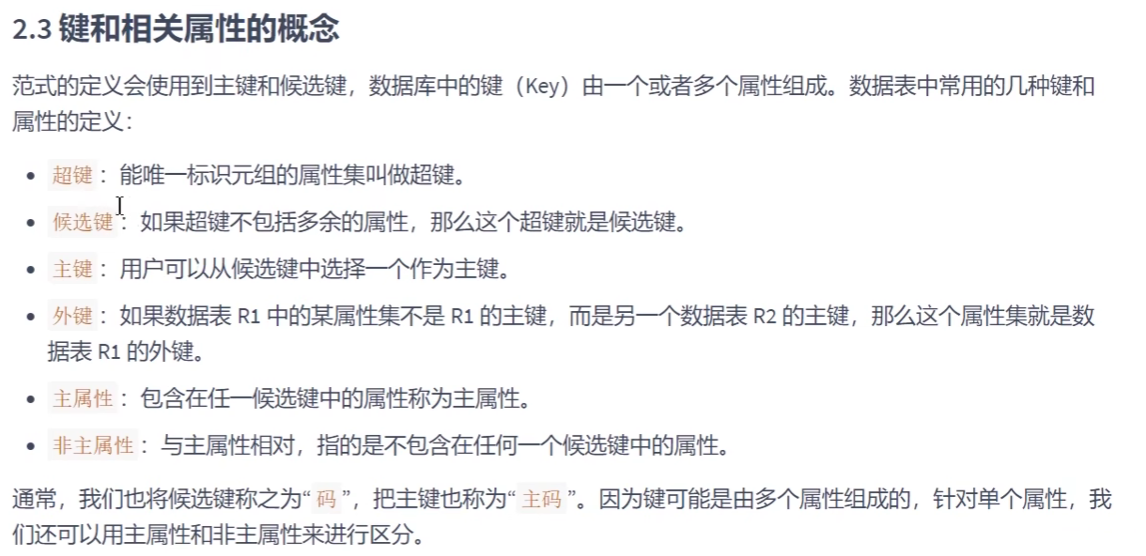 2.3 键和相关属性的概念
范式的定义会使用到主键和候选键，数据库中的键（Key）由一个或者多个属性组成。数据表中常用的几种键和
属性的定义：
• 超键：能唯一标识元组的属性集叫做超键。
• 候选键：如果超键不包括多余的属性，那么这个超键就是候选键。
• 主键：用户可以从候选键中选择一个作为主键。
• 外键：如果数据表 R1 中的某属性集不是 R1 的主键，而是另一个数据表 R2 的主键，那么这个属性集就是数
据表 R1 的外键。
• 主属性：包含在任一候选键中的属性称为主属性。
• 非主属性：与主属性相对，指的是不包含在任何一个候选键中的属性。
通常，我们也将候选键称之为“码”，把主键也称为“主码”。因为键可能是由多个属性组成的，针对单个属性，我
们还可以用主属性和非主属性来进行区分。